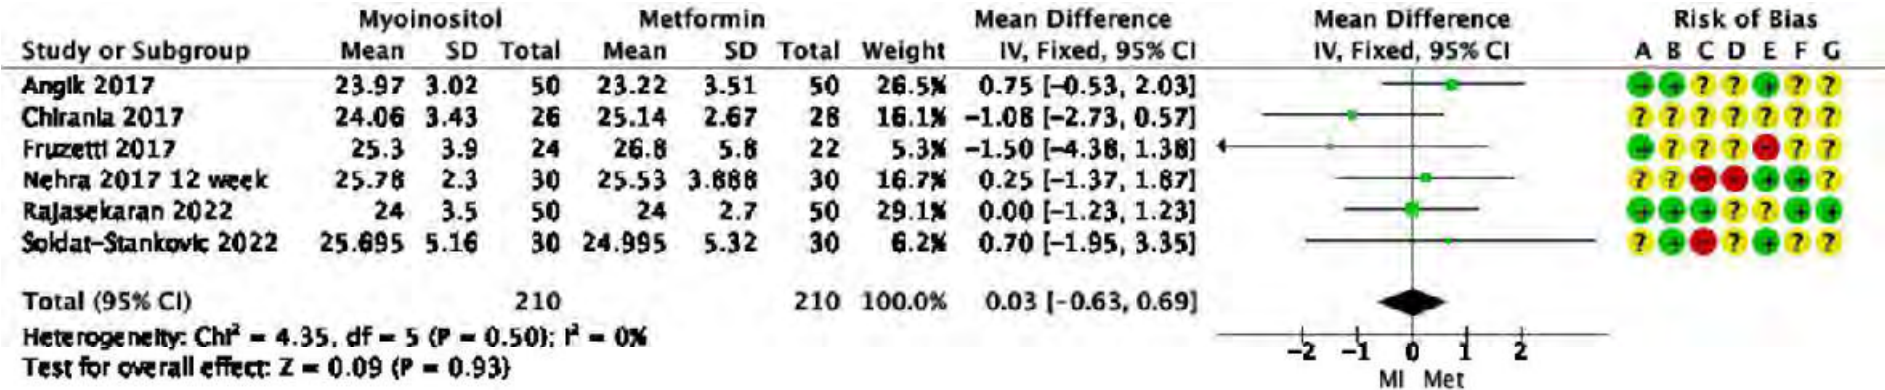 Myoinositol Metformin Mean Difference Mean Difference Risk of Bias
Study or Subgroup Mean SD Total Mean SD Total Weight IV, Fixed, 95% CI IV, Fixed, 95% CI A B C D E F G
Angik 2017 23.97 3.02 50 23.22 3.51 50 26.5% 0.75 [-0.53, 2.03] + + ? ? + ? ?
Chirania 2017 24.06 3.43 26 25.14 2.67 28 16.1% -1.08 [-2.73, 0.57] ? ? ? ? ? ? ?
Fruzetti 2017 25.3 3.9 24 26.8 5.8 22 5.3% -1.50 [-4.38, 1.38] + ? ? ? - ? ?
Nehra 2017 12 week 25.78 2.3 30 25.53 3.888 30 16.7% 0.25 [-1.37, 1.87] ? ? - - + + ?
Rajasekaran 2022 24 3.5 50 24 2.7 50 29.1% 0.00 [-1.23, 1.23] + + + ? ? + +
Soldat-Stankovic 2022 25.695 5.16 30 24.995 5.32 30 6.2% 0.70 [-1.95, 3.35] ? + - ? + ? ?
Total (95% CI) 210 210 100.0% 0.03 [-0.63, 0.69]
Heterogeneity: Chi² = 4.35, df = 5 (P = 0.50); I² = 0%
Test for overall effect: Z = 0.09 (P = 0.93)
-2 -1 0 1 2
MI Met